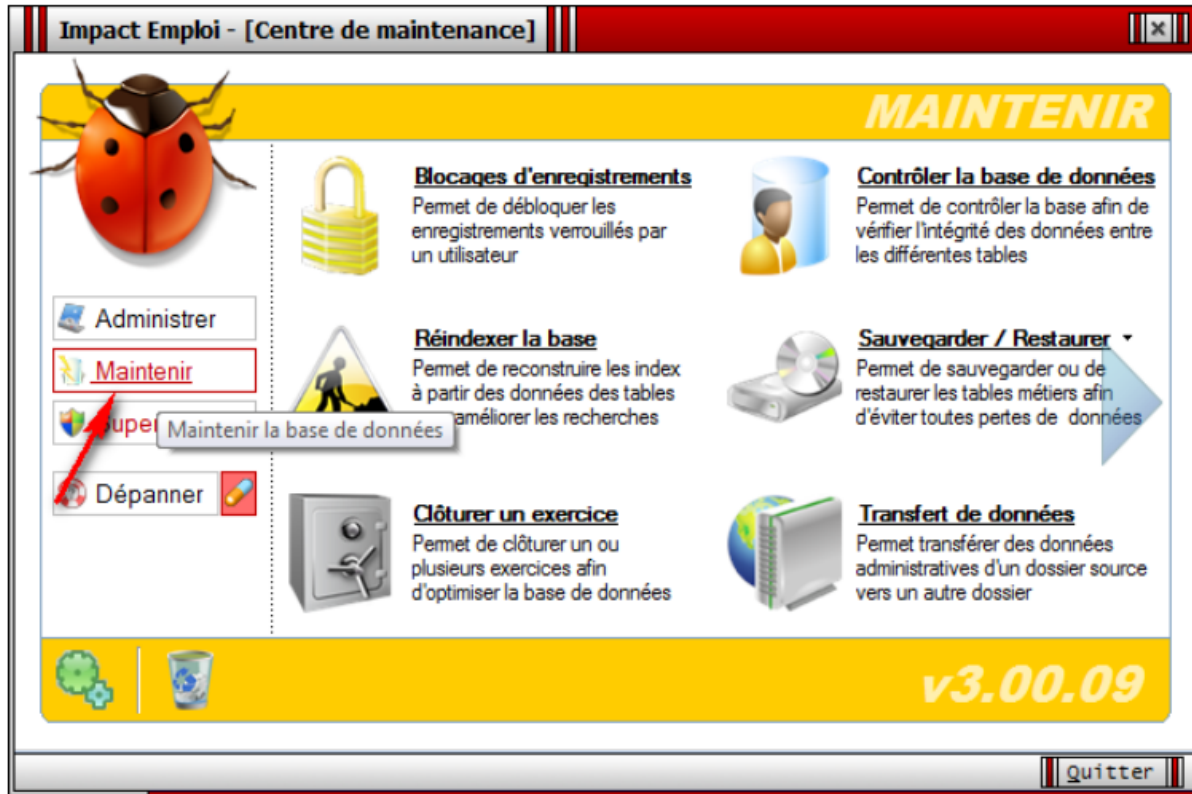 Impact Emploi - [Centre de maintenance]
MAINTENIR
Administrer
Maintenir
Super
Maintenir la base de données
Dépanner
Blocages d'enregistrements
Permet de débloquer les
enregistrements verrouillés par
un utilisateur
Contrôler la base de données
Permet de contrôler la base afin de
vérifier l'intégrité des données entre
les différentes tables
Réindexer la base
Permet de reconstruire les index
à partir des données des tables
améliorer les recherches
Sauvegarder / Restaurer
Permet de sauvegarder ou de
restaurer les tables métiers afin
d'éviter toutes pertes de données
Clôturer un exercice
Permet de clôturer un ou
plusieurs exercices afin
d'optimiser la base de données
Transfert de données
Permet transférer des données
administratives d'un dossier source
vers un autre dossier
v3.00.09
Quitter